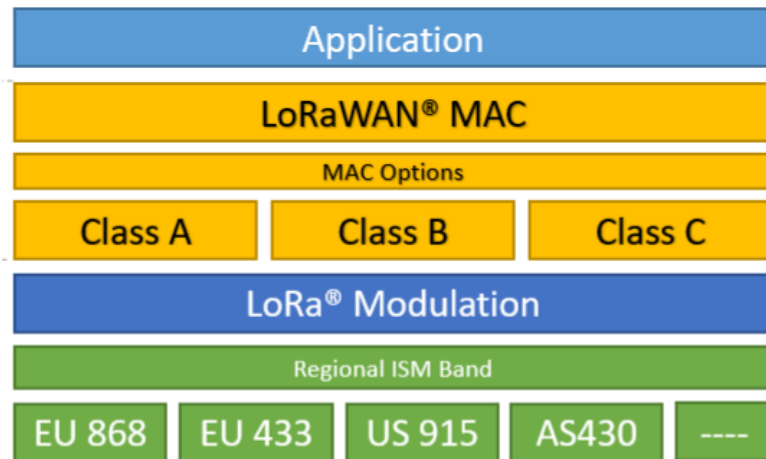 Application
LoRaWAN® MAC
MAC Options
Class A Class B Class C
LoRa® Modulation
Regional ISM Band
EU 868 EU 433 US 915 AS430 ----